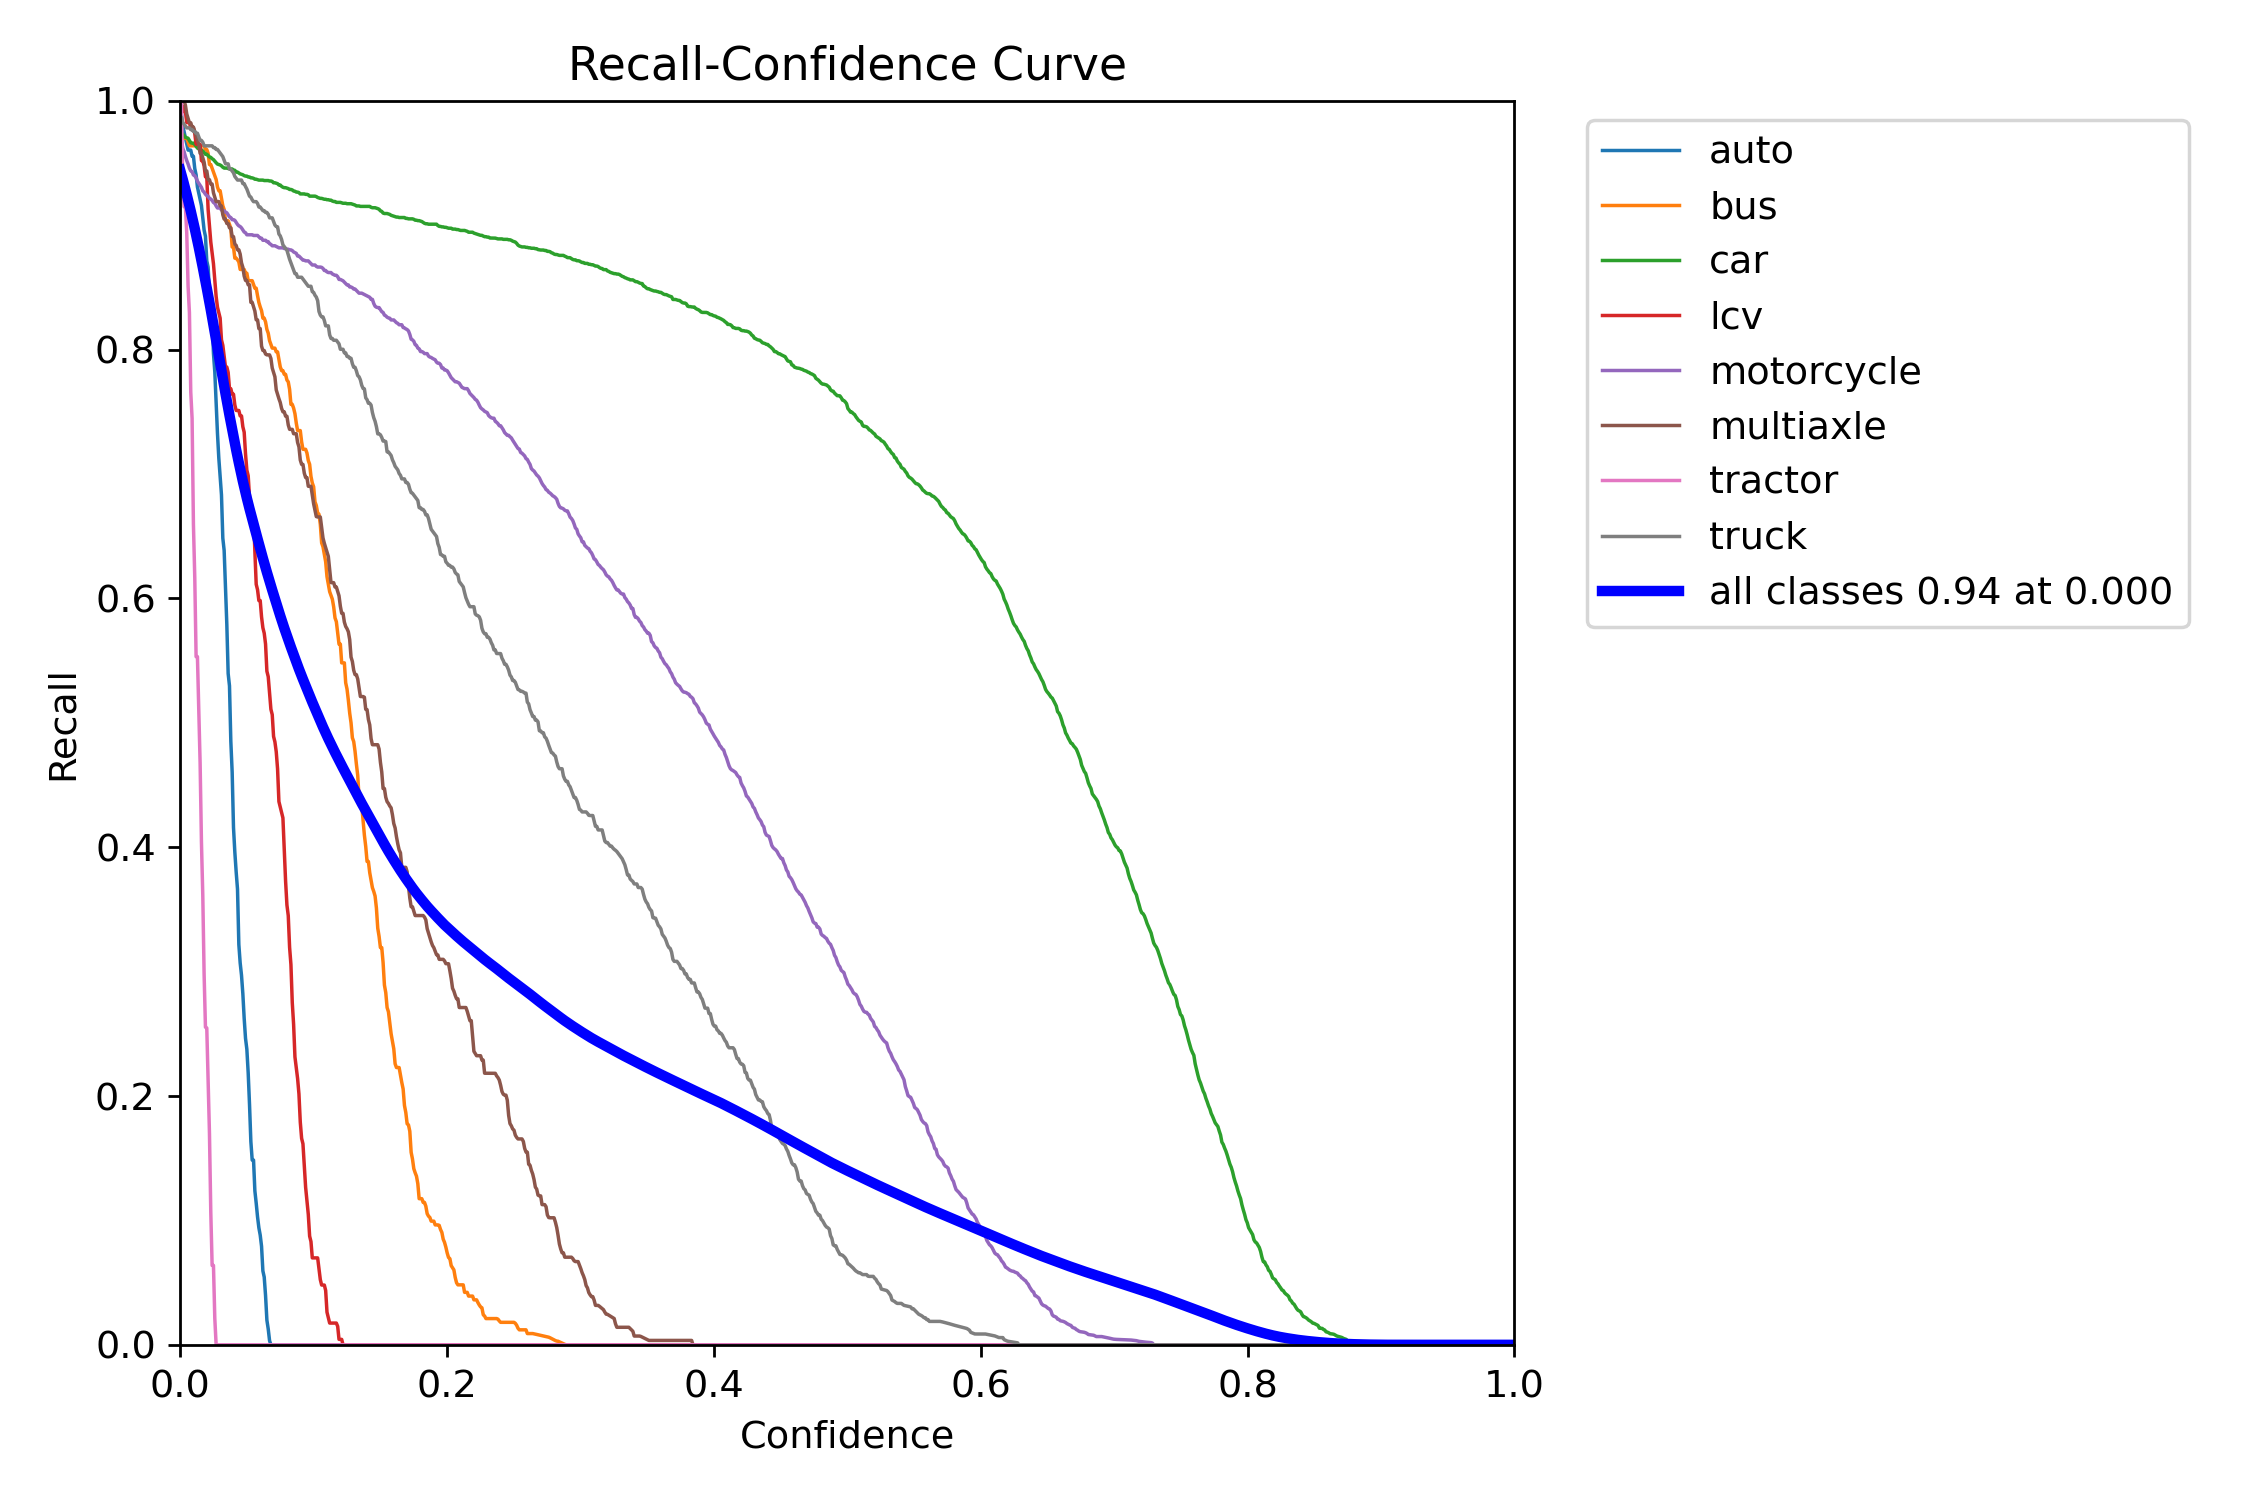 Recall-Confidence Curve
1.0
0.8
0.6
0.4
0.2
0.0
Recall
0.0 0.2 0.4 0.6 0.8 1.0
Confidence
auto
bus
car
lcv
motorcycle
multiaxle
tractor
truck
all classes 0.94 at 0.000